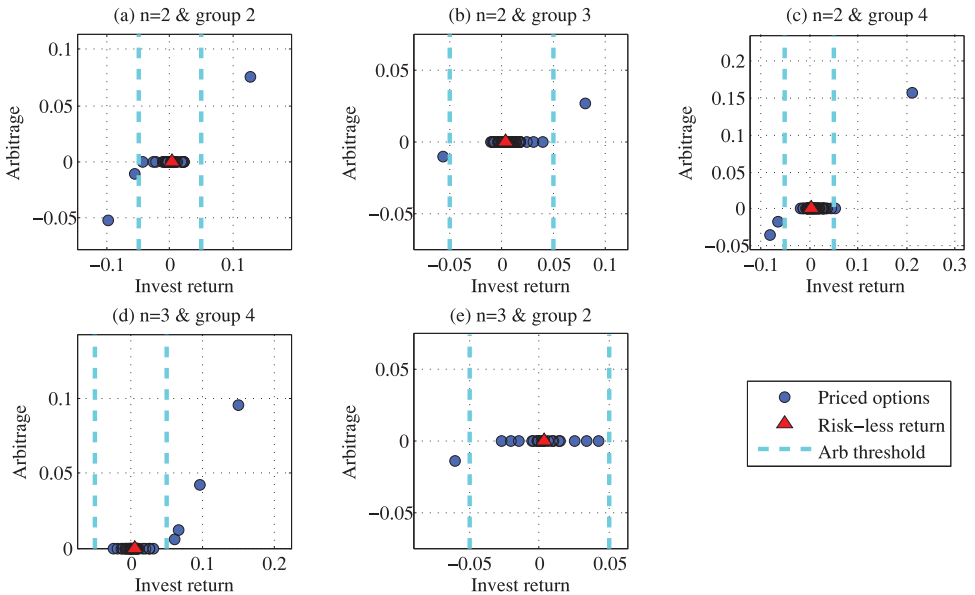 (a) n=2 & group 2
0.1
0.05
0
−0.05
Arbitrage
−0.1
0
0.1
Invest return
(b) n=2 & group 3
0.05
0
−0.05
Arbitrage
−0.05
0
0.05
0.1
Invest return
(c) n=2 & group 4
0.2
0.15
0.1
0.05
0
−0.05
Arbitrage
−0.1
0
0.1
0.2
0.3
Invest return
(d) n=3 & group 4
0.1
0.05
0
Arbitrage
0
0.1
0.2
Invest return
(e) n=3 & group 2
0.05
0
−0.05
Arbitrage
−0.05
0
0.05
Invest return
Priced options
Risk−less return
Arb threshold